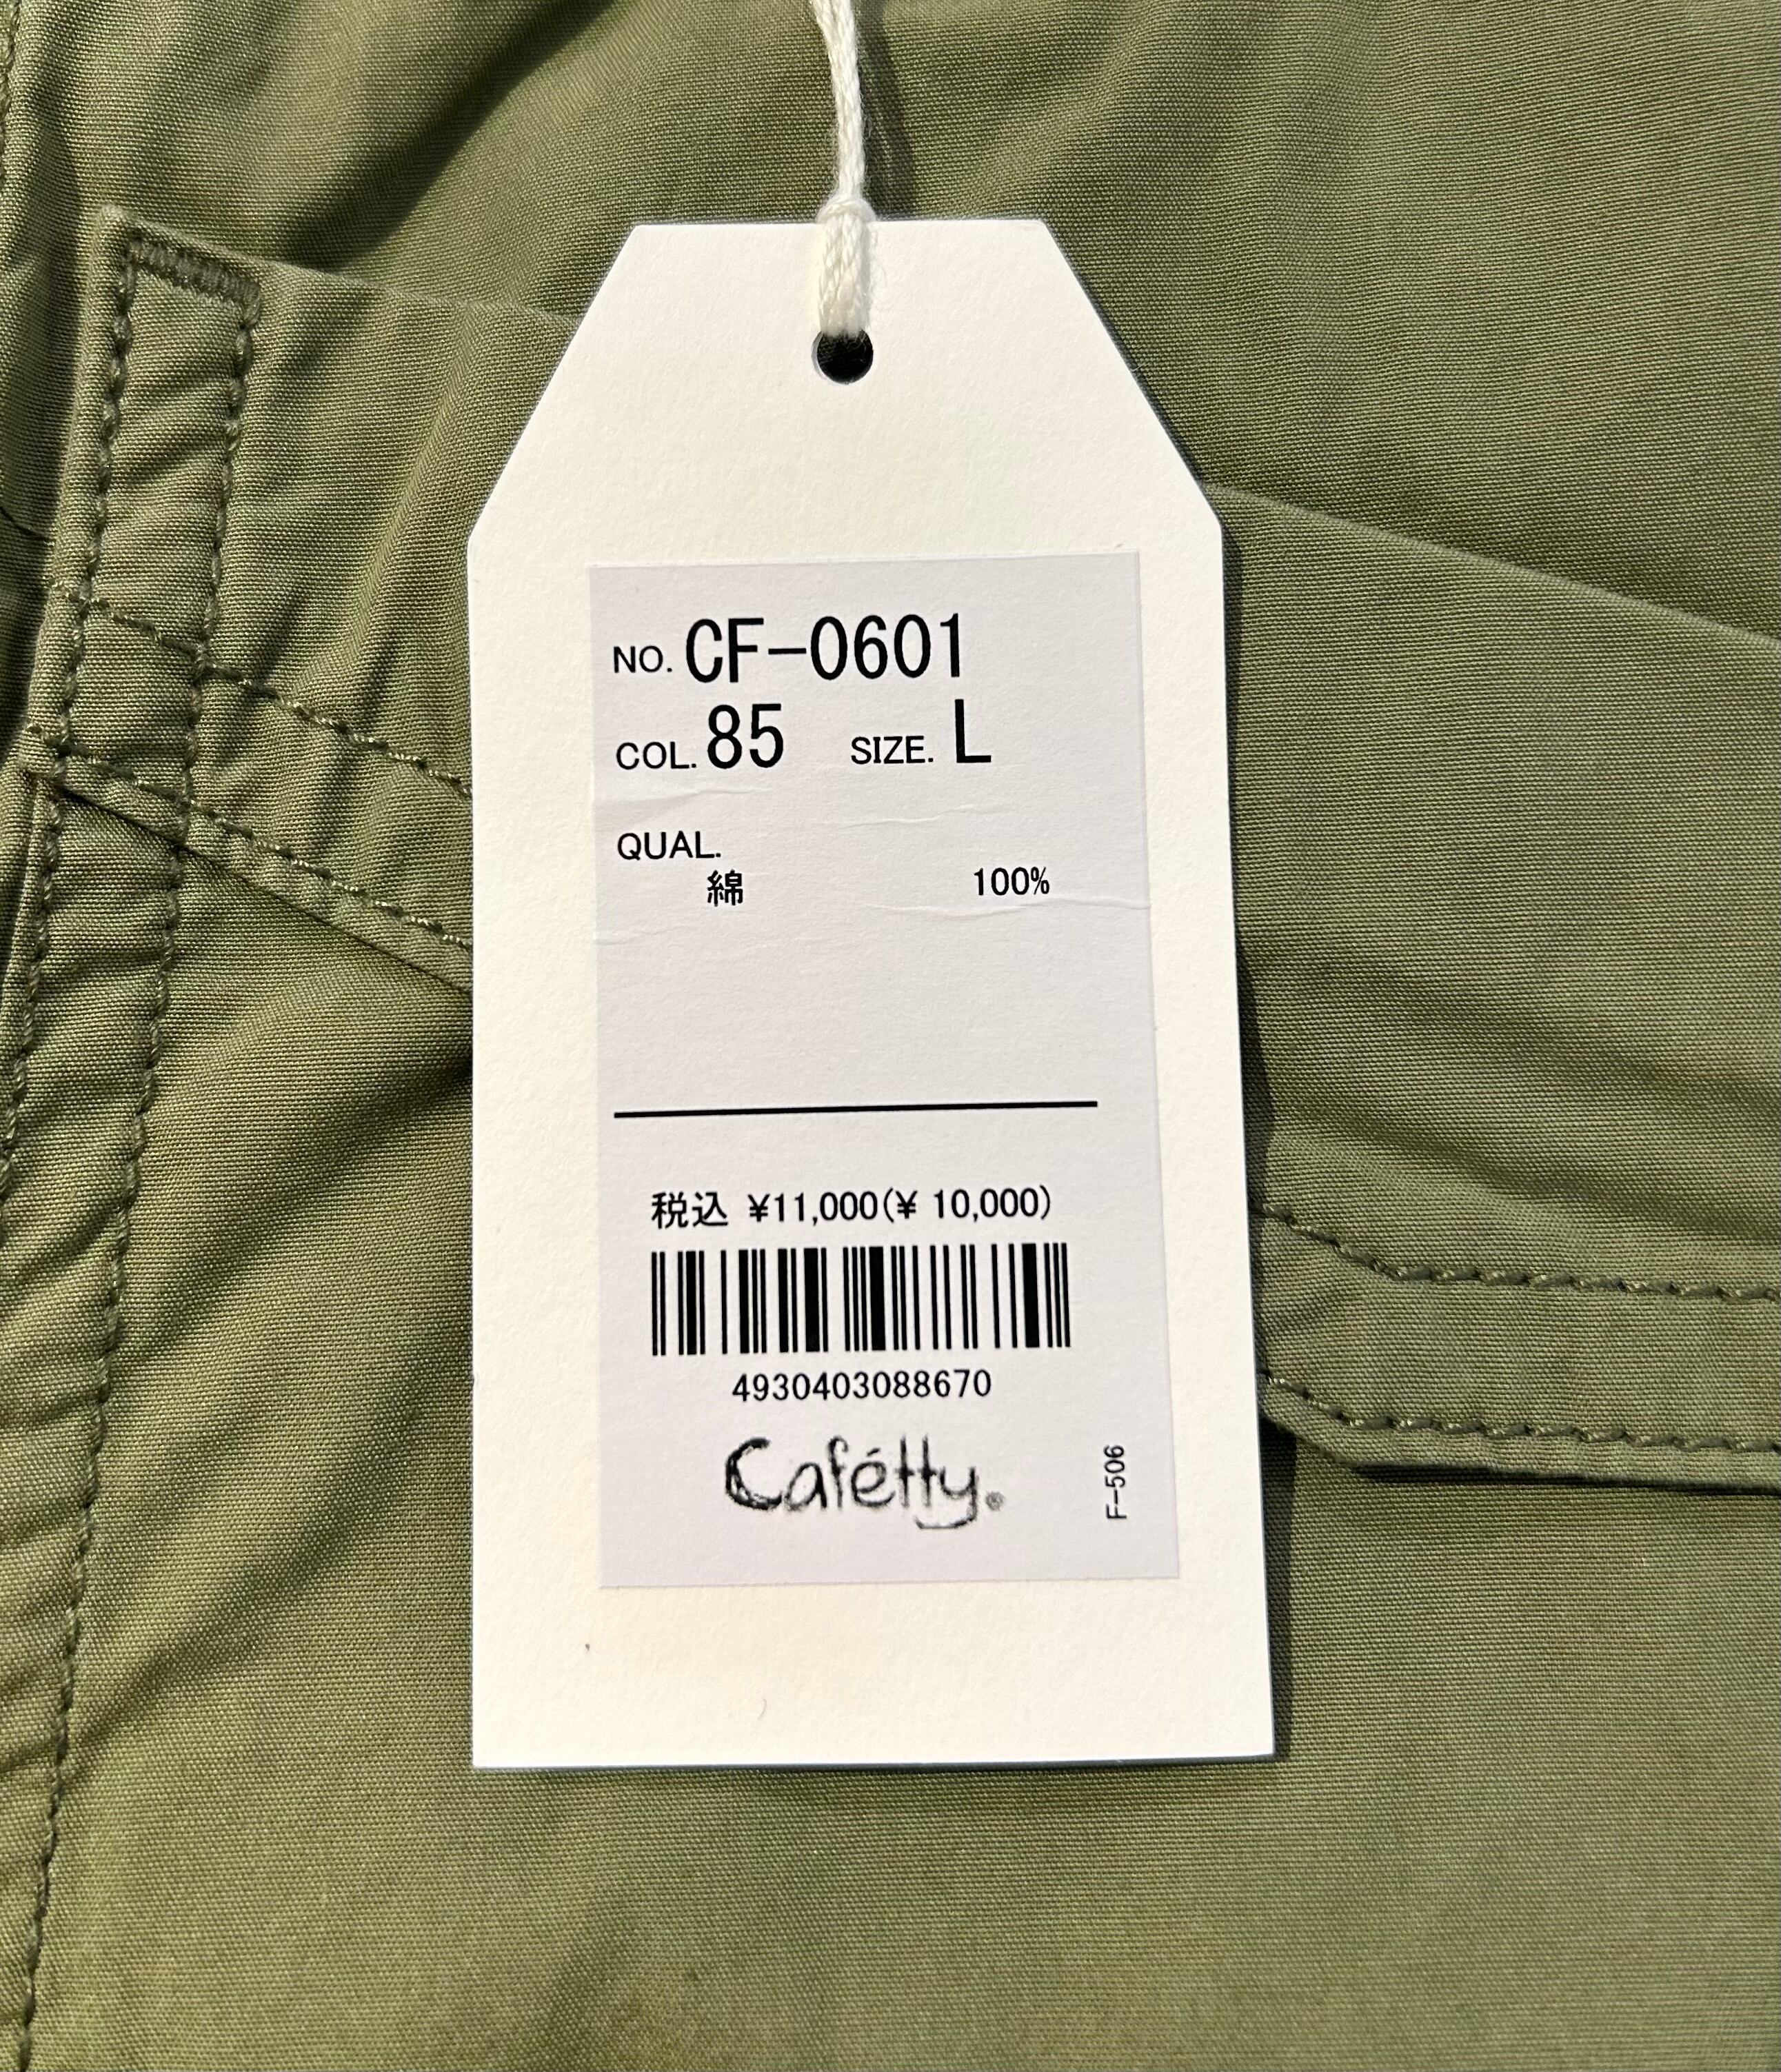 NO. CF-0601
COL. 85 SIZE. L
QUAL.
綿 100%
税込 ¥11,000(¥ 10,000)
4930403088670
Cafétty®
F-506